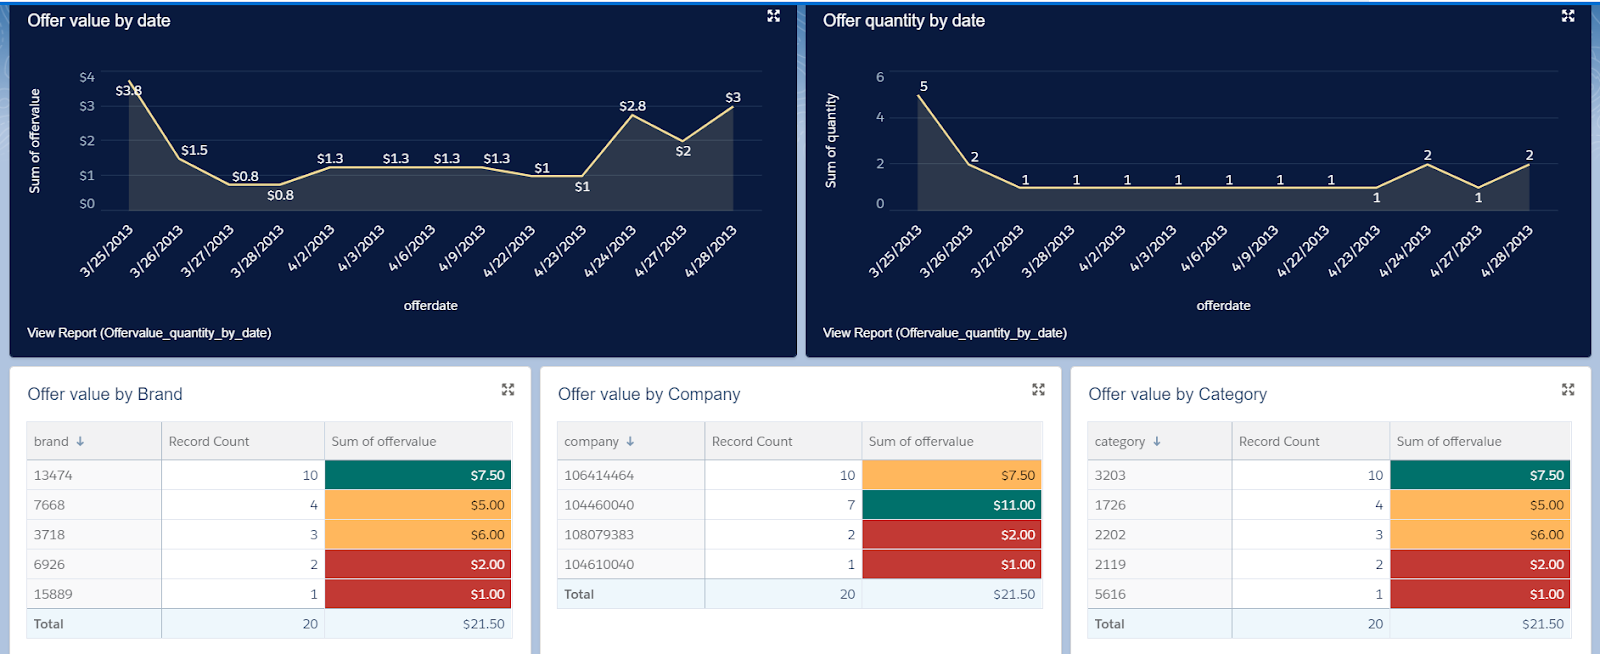 Offer value by date
Sum of offervalue
$4
$3
$2
$1
$0
$3.8
$1.5
$0.8
$0.8
$1.3
$1.3
$1.3
$1.3
$1
$1
$2.8
$2
$3
3/25/2013
3/26/2013
3/27/2013
3/28/2013
4/2/2013
4/3/2013
4/6/2013
4/9/2013
4/22/2013
4/23/2013
4/24/2013
4/27/2013
4/28/2013
offerdate
View Report (Offervalue_quantity_by_date)
Offer quantity by date
Sum of quantity
6
4
2
0
5
2
1
1
1
1
1
1
1
1
2
1
2
3/25/2013
3/26/2013
3/27/2013
3/28/2013
4/2/2013
4/3/2013
4/6/2013
4/9/2013
4/22/2013
4/23/2013
4/24/2013
4/27/2013
4/28/2013
offerdate
View Report (Offervalue_quantity_by_date)
Offer value by Brand
brand ↓ Record Count Sum of offervalue
13474 10 $7.50
7668 4 $5.00
3718 3 $6.00
6926 2 $2.00
15889 1 $1.00
Total 20 $21.50
Offer value by Company
company ↓ Record Count Sum of offervalue
106414464 10 $7.50
104460040 7 $11.00
108079383 2 $2.00
104610040 1 $1.00
Total 20 $21.50
Offer value by Category
category ↓ Record Count Sum of offervalue
3203 10 $7.50
1726 4 $5.00
2202 3 $6.00
2119 2 $2.00
5616 1 $1.00
Total 20 $21.50